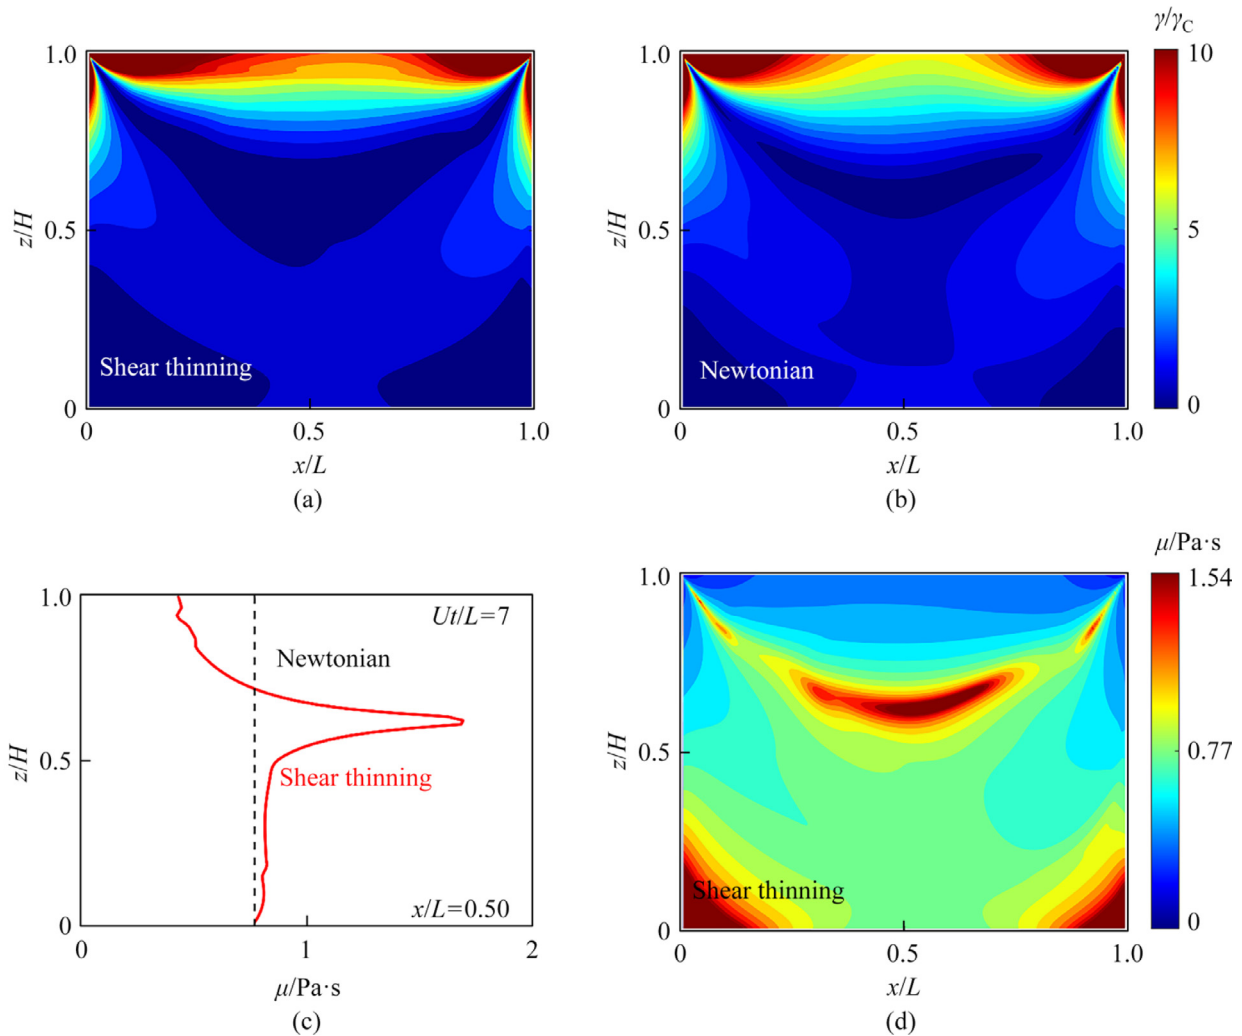 γ/γC
1.0
0.5
0
z/H
Shear thinning
0
0.5
1.0
x/L
(a)
1.0
0.5
0
z/H
Newtonian
0
0.5
1.0
x/L
(b)
10
5
0
1.0
0.5
0
z/H
Ut/L=7
Newtonian
Shear thinning
x/L=0.50
0
1
2
μ/Pa·s
(c)
μ/Pa·s
1.0
0.5
0
z/H
Shear thinning
0
0.5
1.0
x/L
(d)
1.54
0.77
0